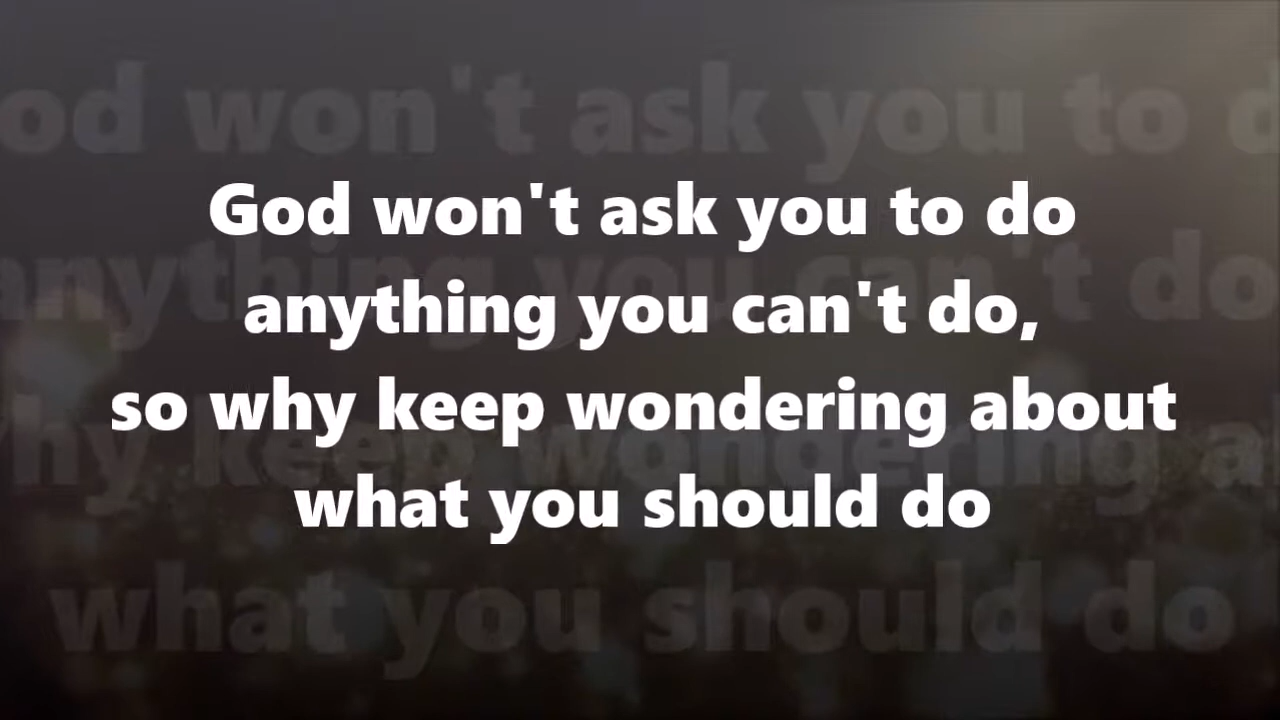 God won't ask you to do
anything you can't do,
so why keep wondering about
what you should do